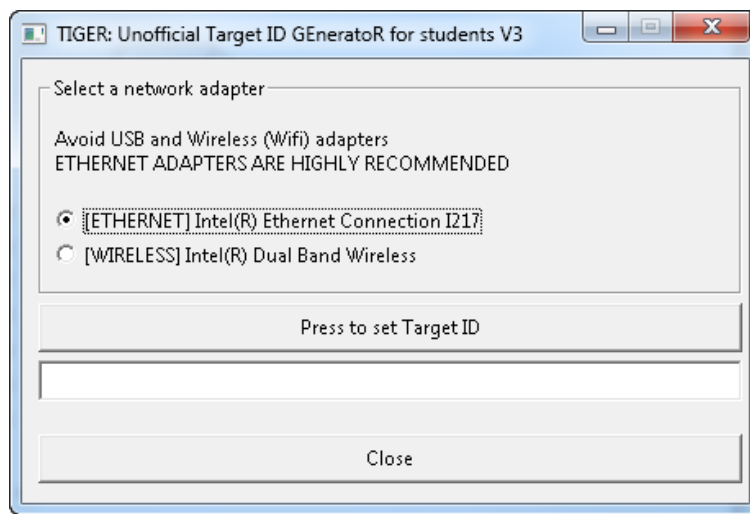 TIGER: Unofficial Target ID GEneratoR for students V3
Select a network adapter
Avoid USB and Wireless (Wifi) adapters
ETHERNET ADAPTERS ARE HIGHLY RECOMMENDED
[ETHERNET] Intel(R) Ethernet Connection I217
[WIRELESS] Intel(R) Dual Band Wireless
Press to set Target ID
Close